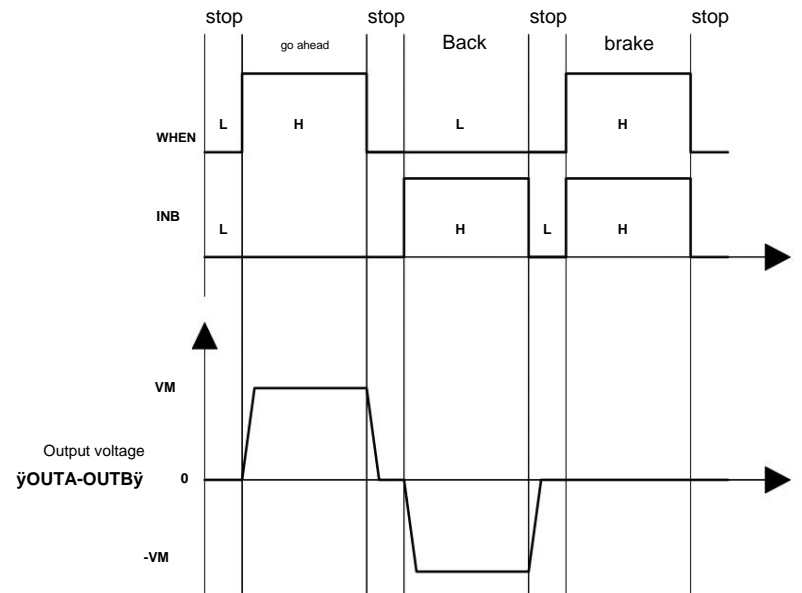 stop stop stop stop
go ahead Back brake
L H L H
WHEN
INB
L H L H
VM
Output voltage
ÿOUTA-OUTBÿ 0
-VM